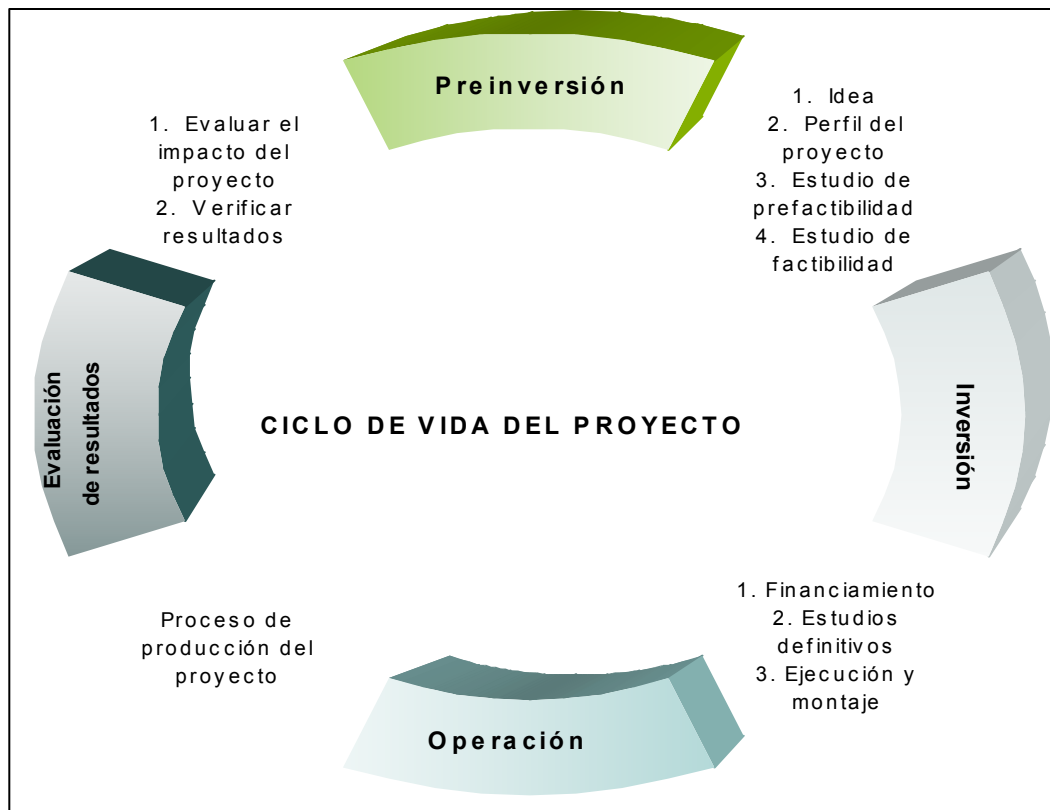 Preinversión
1. Idea
2. Perfil del
proyecto
3. Estudio de
prefactibilidad
4. Estudio de
factibilidad
Inversión
1. Financiamiento
2. Estudios
definitivos
3. Ejecución y
montaje
Operación
Proceso de
producción del
proyecto
Evaluación
de resultados
1. Evaluar el
impacto del
proyecto
2. Verificar
resultados
CICLO DE VIDA DEL PROYECTO